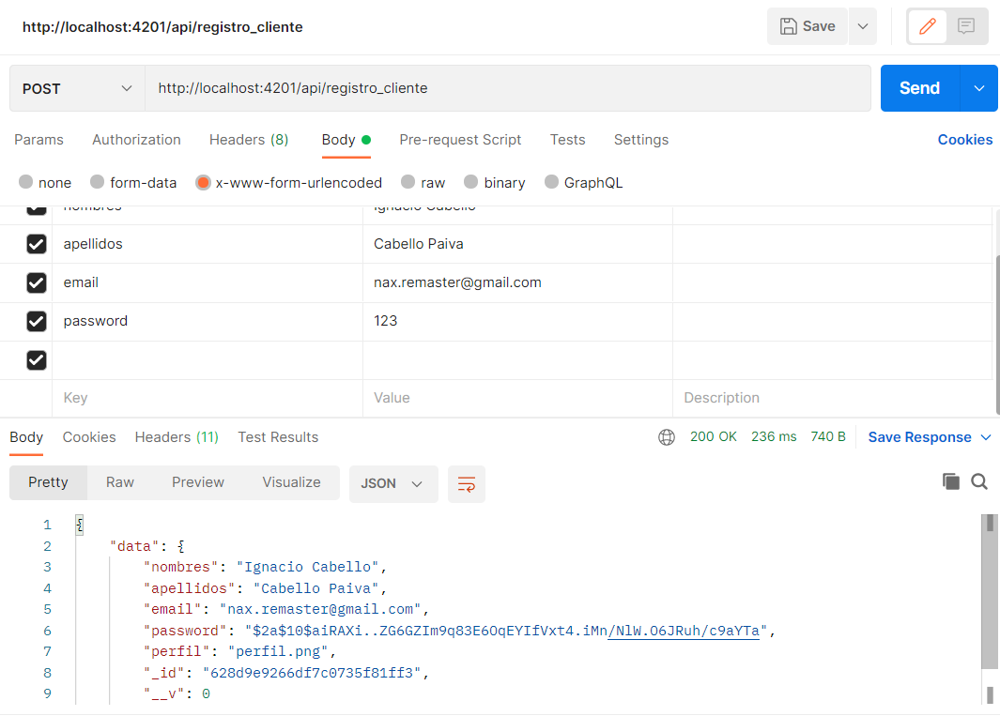 http://localhost:4201/api/registro_cliente
Save
POST
http://localhost:4201/api/registro_cliente
Send
Params Authorization Headers (8) Body Pre-request Script Tests Settings Cookies
none form-data x-www-form-urlencoded raw binary GraphQL
nombres Ignacio Cabello
apellidos Cabello Paiva
email nax.remaster@gmail.com
password 123
Key Value Description
Body Cookies Headers (11) Test Results 200 OK 236 ms 740 B Save Response
Pretty Raw Preview Visualize JSON
1 {
2 "data": {
3 "nombres": "Ignacio Cabello",
4 "apellidos": "Cabello Paiva",
5 "email": "nax.remaster@gmail.com",
6 "password": "$2a$10$aiRAXi..ZG6GZIm9q83E6OqEYIfVxt4.iMn/NlW.O6JRuh/c9aYTa",
7 "perfil": "perfil.png",
8 "_id": "628d9e9266df7c0735f81ff3",
9 "__v": 0